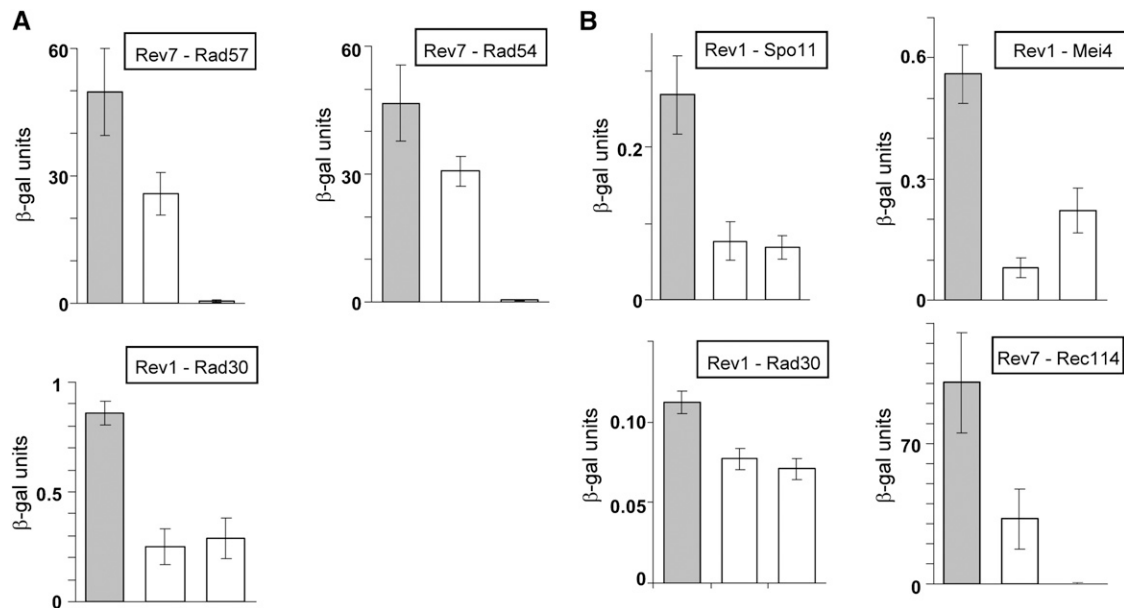 A
Rev7 - Rad57
β-gal units
60
30
0
Rev7 - Rad54
β-gal units
60
30
0
Rev1 - Rad30
β-gal units
1
0.5
0
B
Rev1 - Spo11
β-gal units
0.2
0
Rev1 - Mei4
β-gal units
0.6
0.3
0
Rev1 - Rad30
β-gal units
0.10
0.05
0
Rev7 - Rec114
β-gal units
70
0